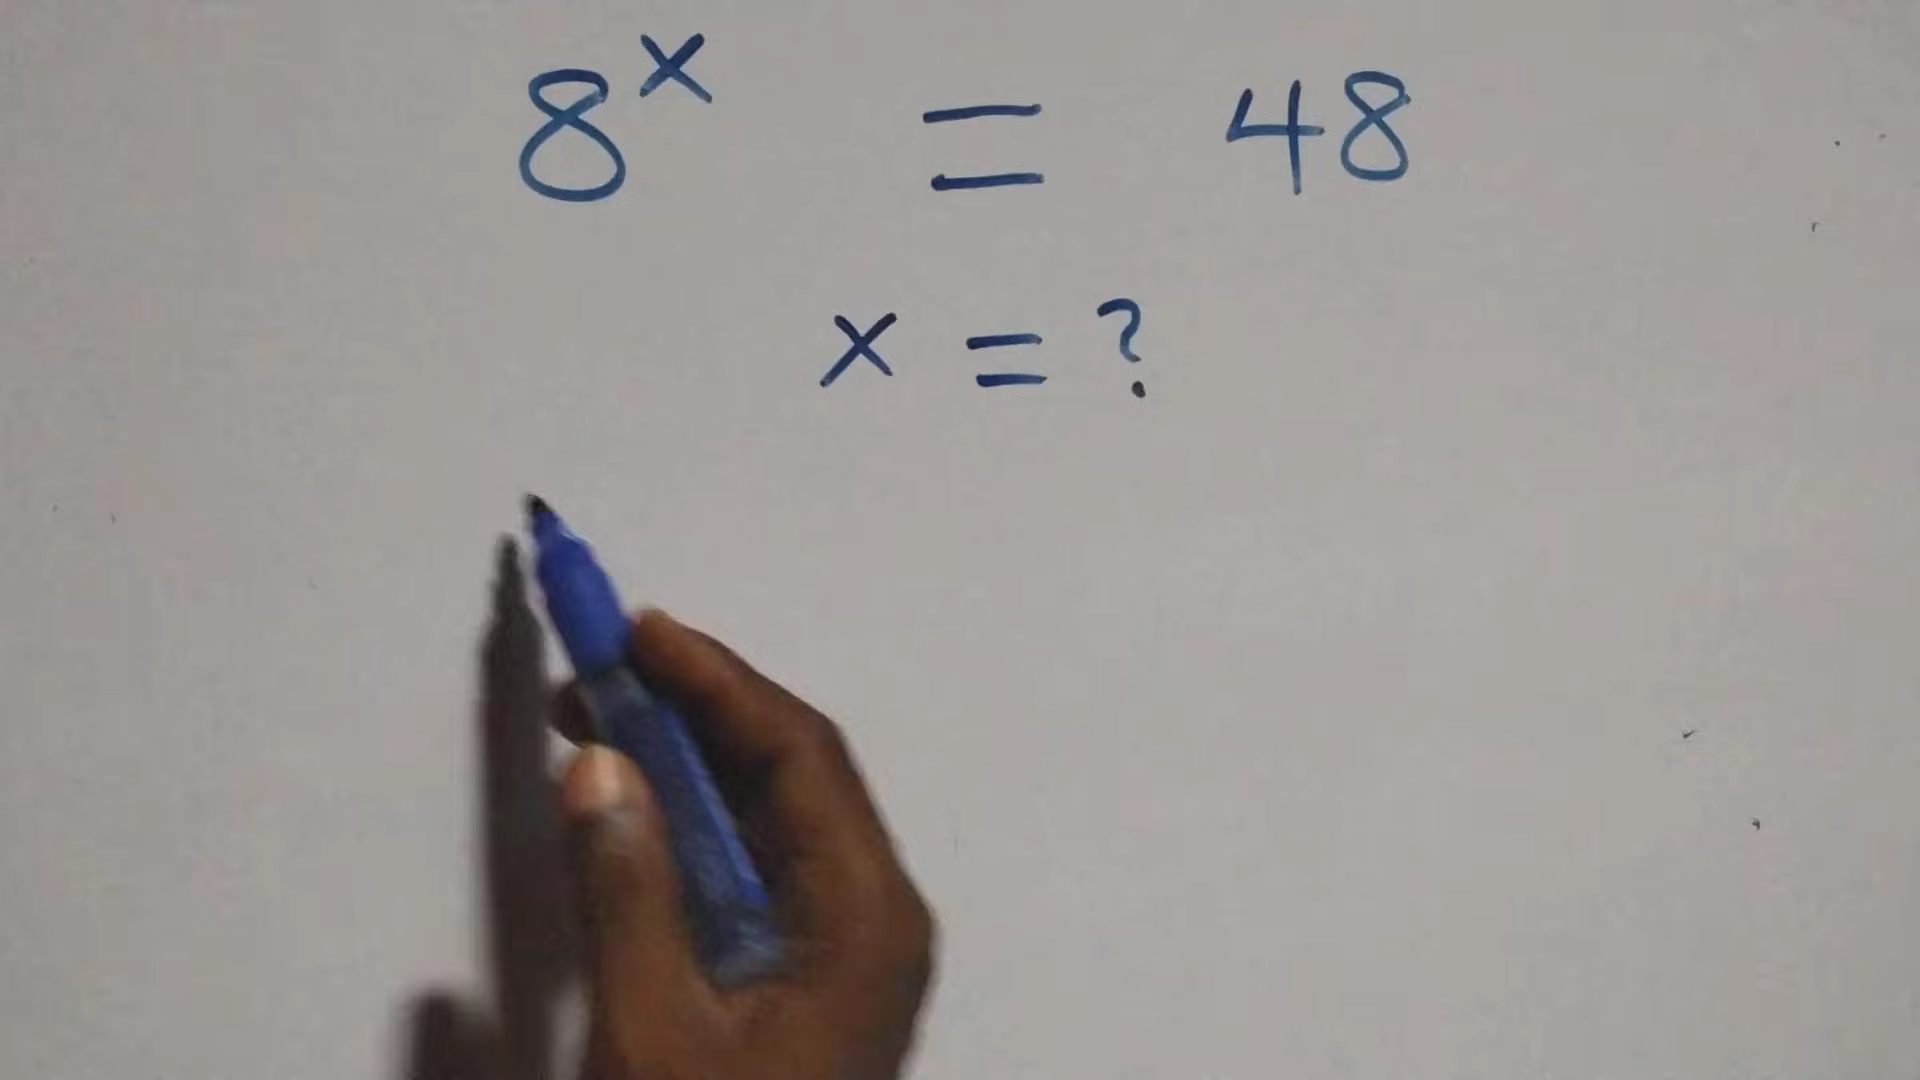 8^x = 48
x = ?